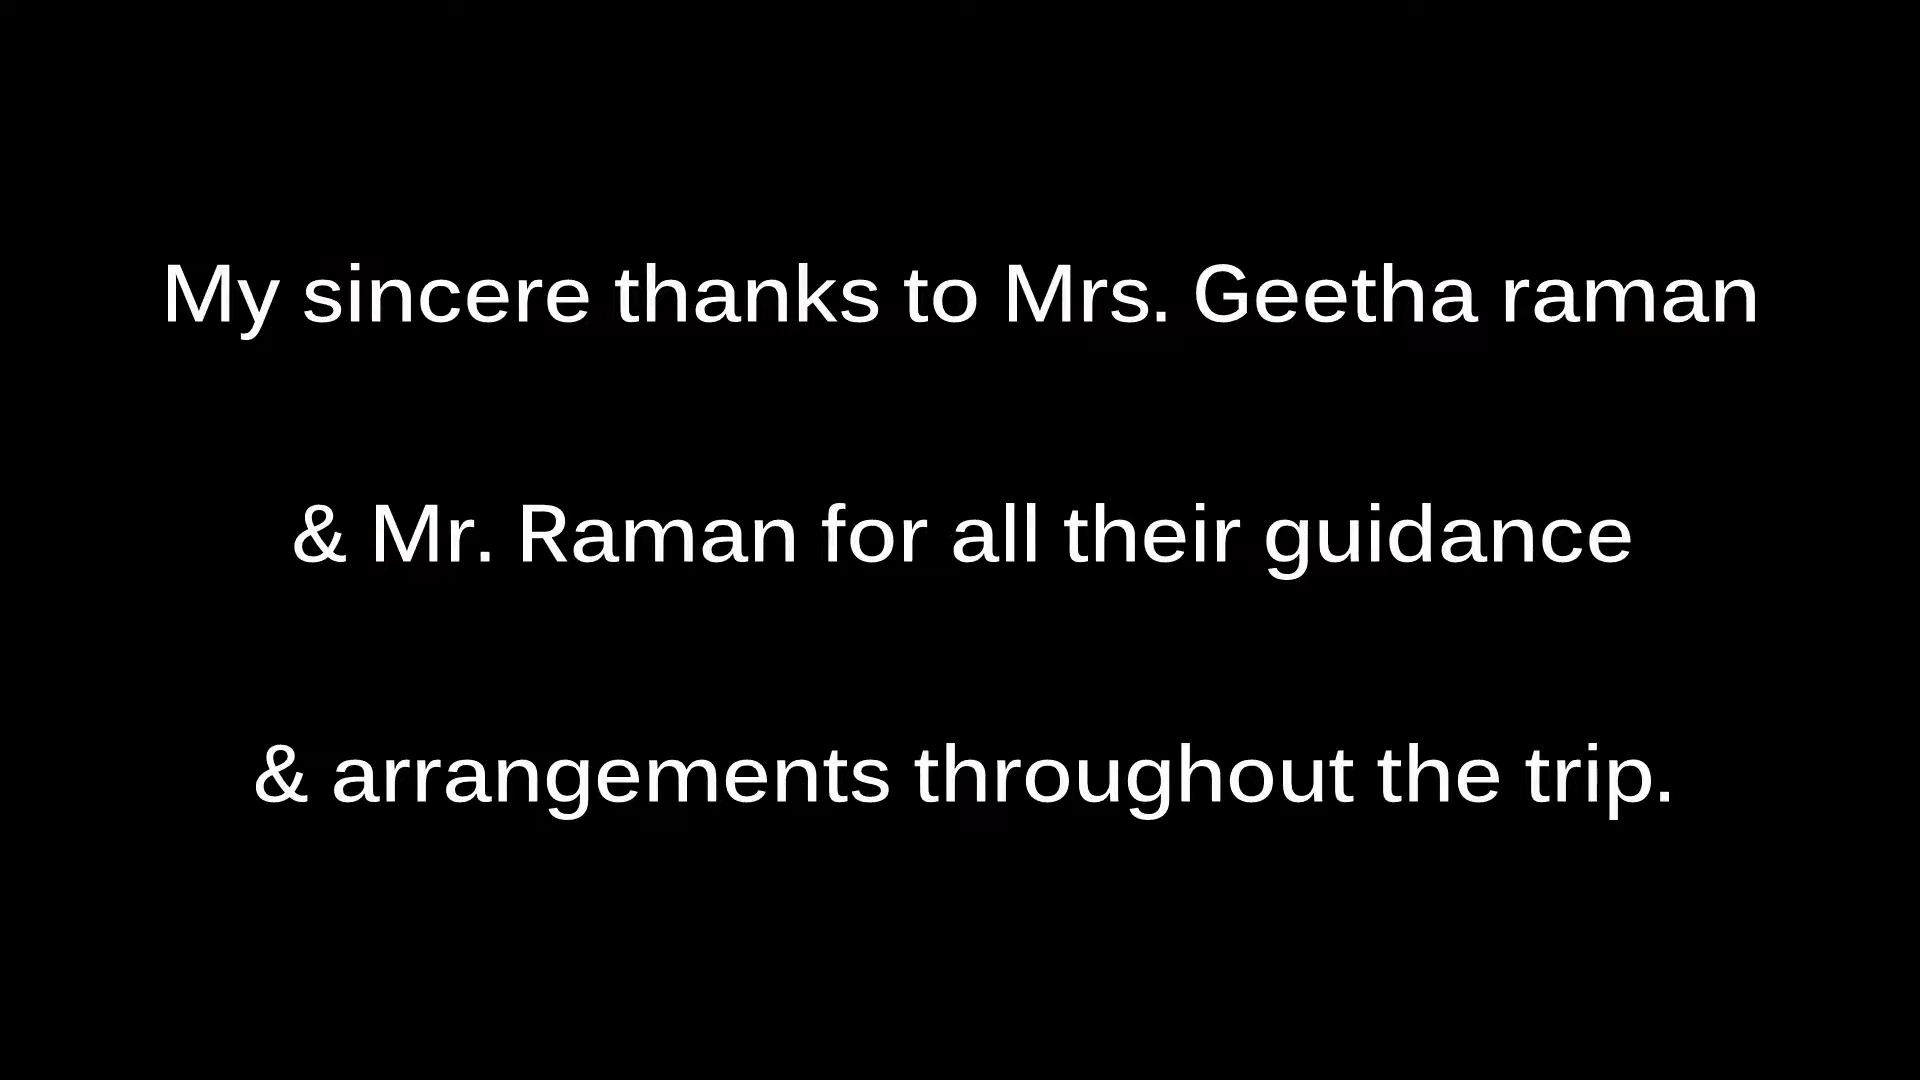 My sincere thanks to Mrs. Geetha raman
& Mr. Raman for all their guidance
& arrangements throughout the trip.